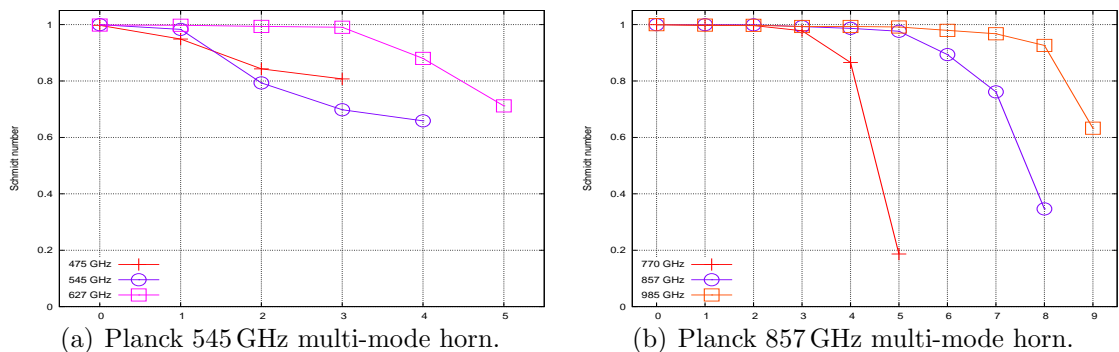 1
0.8
0.6
0.4
0.2
0
Schmidt number
475 GHz
545 GHz
627 GHz
0 1 2 3 4 5
(a) Planck 545 GHz multi-mode horn.
1
0.8
0.6
0.4
0.2
0
Schmidt number
770 GHz
857 GHz
985 GHz
0 1 2 3 4 5 6 7 8 9
(b) Planck 857 GHz multi-mode horn.